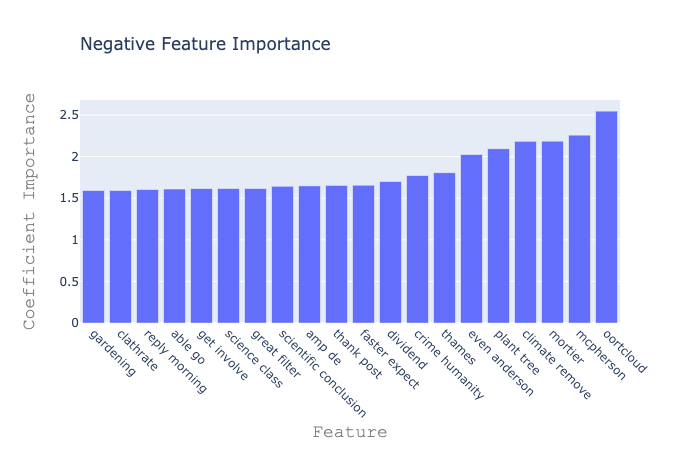 Negative Feature Importance
Coefficient Importance
2.5
2
1.5
1
0.5
0
gardening
clathrate
reply morning
able go
get involve
science class
great filter
scientific conclusion
amp de
thank post
faster expect
dividend
crime humanity
thames
even anderson
plant tree
climate remove
mortier
mcpherson
oortcloud
Feature